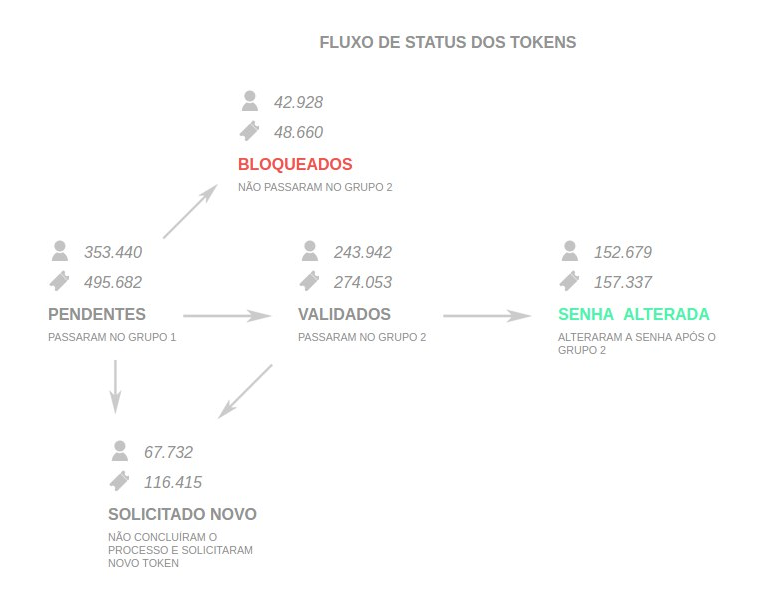 FLUXO DE STATUS DOS TOKENS
42.928
48.660
BLOQUEADOS
NÃO PASSARAM NO GRUPO 2
353.440
495.682
PENDENTES
PASSARAM NO GRUPO 1
243.942
274.053
VALIDADOS
PASSARAM NO GRUPO 2
152.679
157.337
SENHA ALTERADA
ALTERARAM A SENHA APÓS O
GRUPO 2
67.732
116.415
SOLICITADO NOVO
NÃO CONCLUÍRAM O
PROCESSO E SOLICITARAM
NOVO TOKEN